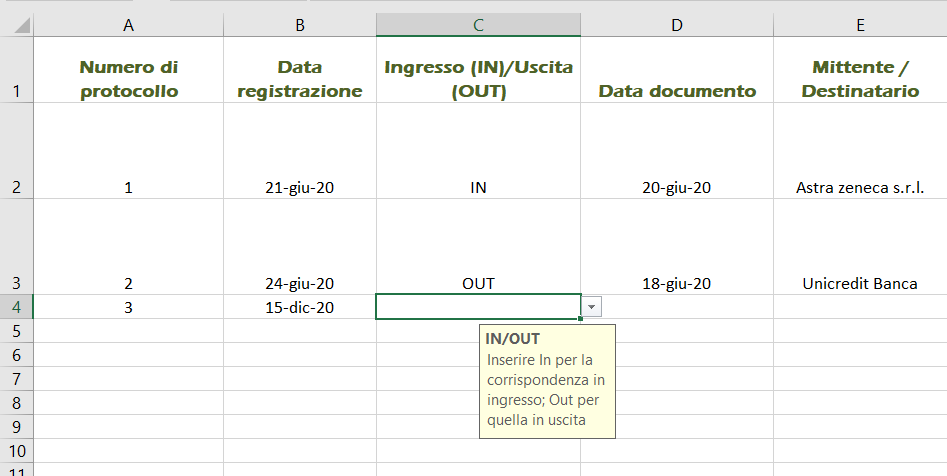 A B C D E
1 Numero di protocollo Data registrazione Ingresso (IN)/Uscita (OUT) Data documento Mittente / Destinatario
2 1 21-giu-20 IN 20-giu-20 Astra zeneca s.r.l.
3 2 24-giu-20 OUT 18-giu-20 Unicredit Banca
4 3 15-dic-20
IN/OUT
Inserire In per la
corrispondenza in
ingresso; Out per
quella in uscita
5
6
7
8
9
10
11